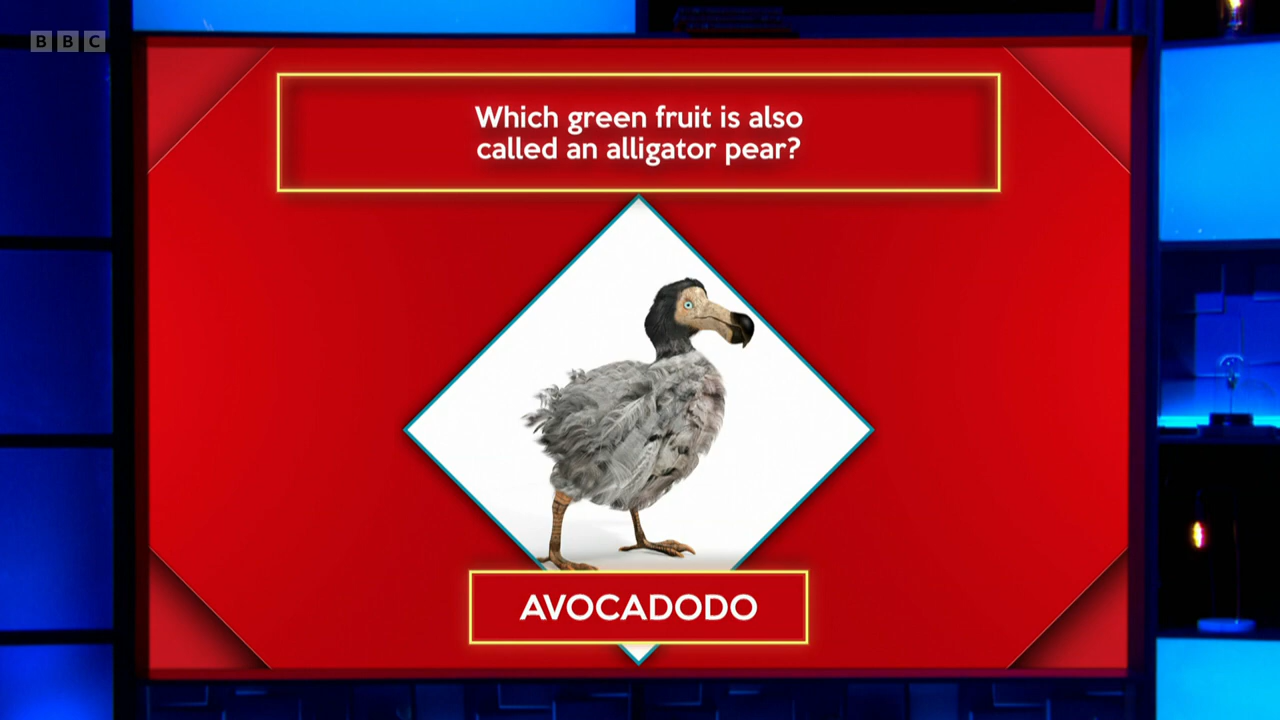 BBC
Which green fruit is also
called an alligator pear?
AVOCADODO